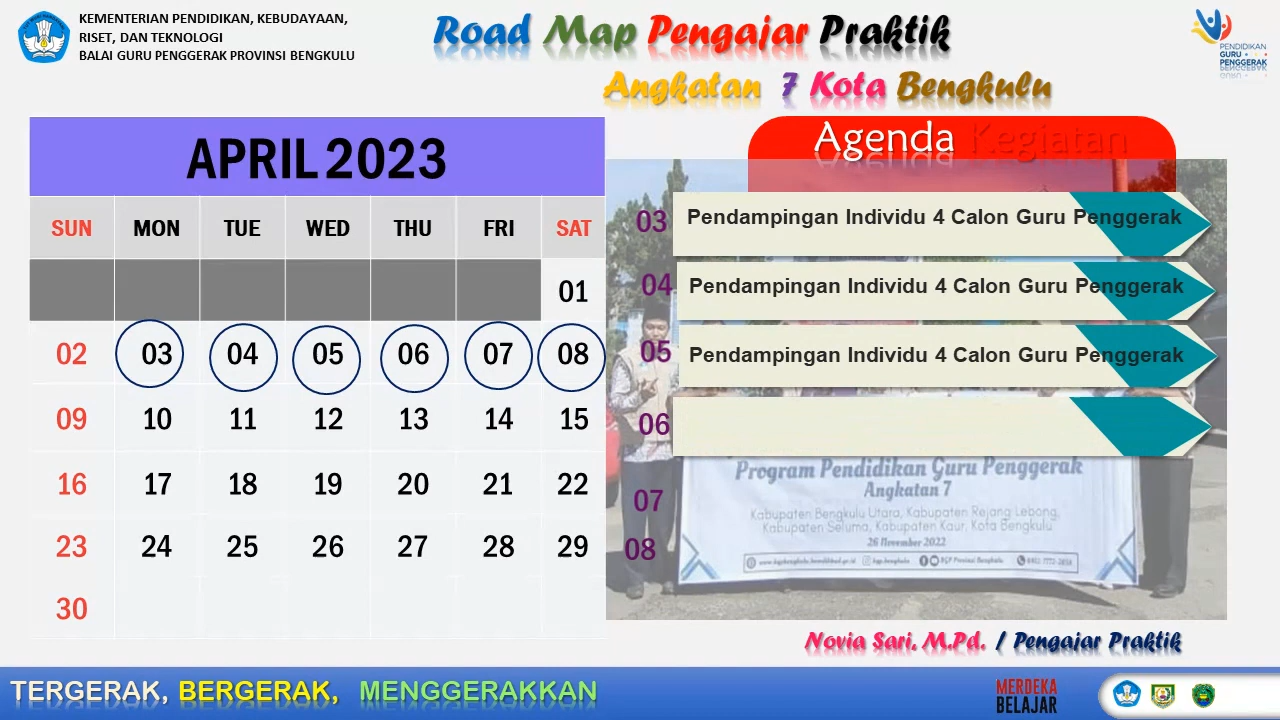 KEMENTERIAN PENDIDIKAN, KEBUDAYAAN,
RISET, DAN TEKNOLOGI
BALAI GURU PENGGERAK PROVINSI BENGKULU
Road Map Pengajar Praktik
Angkatan 7 Kota Bengkulu
PENDIDIKAN
GURU
PENGGERAK
APRIL 2023
SUN MON TUE WED THU FRI SAT
01
02 03 04 05 06 07 08
09 10 11 12 13 14 15
16 17 18 19 20 21 22
23 24 25 26 27 28 29
30
Agenda Kegiatan
03 Pendampingan Individu 4 Calon Guru Penggerak
04 Pendampingan Individu 4 Calon Guru Penggerak
05 Pendampingan Individu 4 Calon Guru Penggerak
06
07
08
Program Pendidikan Guru Penggerak
Angkatan 7
Kabupaten Bengkulu Utara, Kabupaten Rejang Lebong,
Kabupaten Seluma, Kabupaten Kaur, Kota Bengkulu
26 November 2022
BGP Provinsi Bengkulu
Novia Sari, M.Pd. / Pengajar Praktik
TERGERAK, BERGERAK, MENGGERAKKAN
MERDEKA
BELAJAR